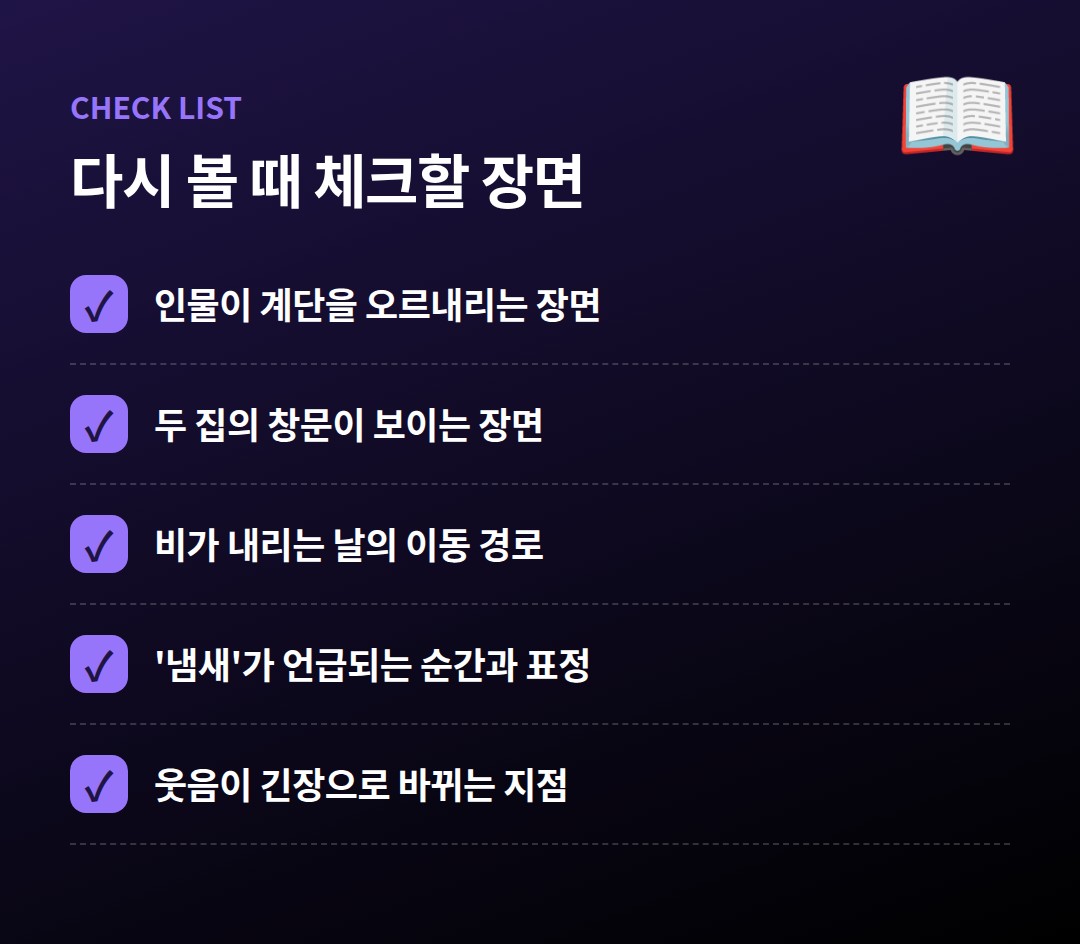 CHECK LIST
다시 볼 때 체크할 장면
인물이 계단을 오르내리는 장면
두 집의 창문이 보이는 장면
비가 내리는 날의 이동 경로
'냄새'가 언급되는 순간과 표정
웃음이 긴장으로 바뀌는 지점